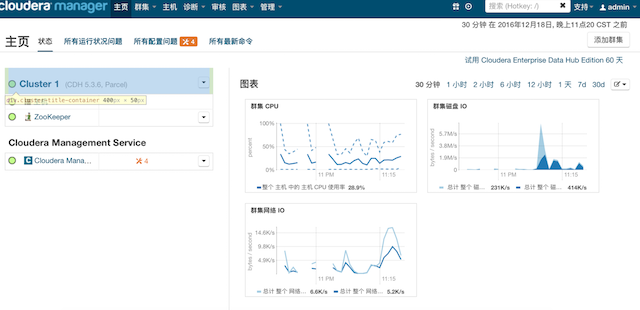 cloudera manager 主页 群集 主机 诊断 审核 图表 管理 搜索 (Hotkey: /) 支持 admin
30 分钟 在 2016年12月18日, 晚上11点20 CST 之前
主页 状态 所有运行状况问题 所有配置问题 4 所有最新命令 添加群集
试用 Cloudera Enterprise Data Hub Edition 60 天
Cluster 1 (CDH 5.3.6, Parcel)
div.cluster-title-container 480px × 50px
ZooKeeper
Cloudera Management Service
Cloudera Mana... 4
图表 30 分钟 1 小时 2 小时 6 小时 12 小时 1 天 7d 30d
群集 CPU
percent
100%
50%
0%
11 PM 11:15
整个 主机 中的 主机 CPU 使用率 28.9%
群集磁盘 IO
bytes / second
5.7M/s
3.8M/s
1.9M/s
0
11 PM 11:15
总计 整个 磁... 231K/s 总计 整个 磁... 414K/s
群集网络 IO
bytes / second
14.6K/s
9.8K/s
4.9K/s
0
11 PM 11:15
总计 整个 网络... 6.6K/s 总计 整个 网络... 5.2K/s